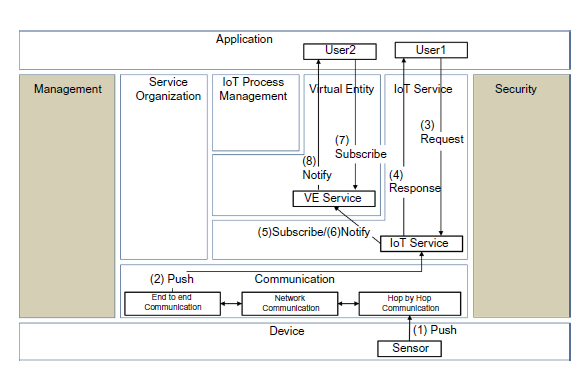 Application
User2
User1
Management
Service
Organization
IoT Process
Management
Virtual Entity
IoT Service
Security
(3)
Request
(7)
Subscribe
(8)
Notify
(4)
Response
VE Service
(5)Subscribe/(6)Notify
IoT Service
(2) Push
Communication
End to end
Communication
Network
Communication
Hop by Hop
Communication
Device
(1) Push
Sensor